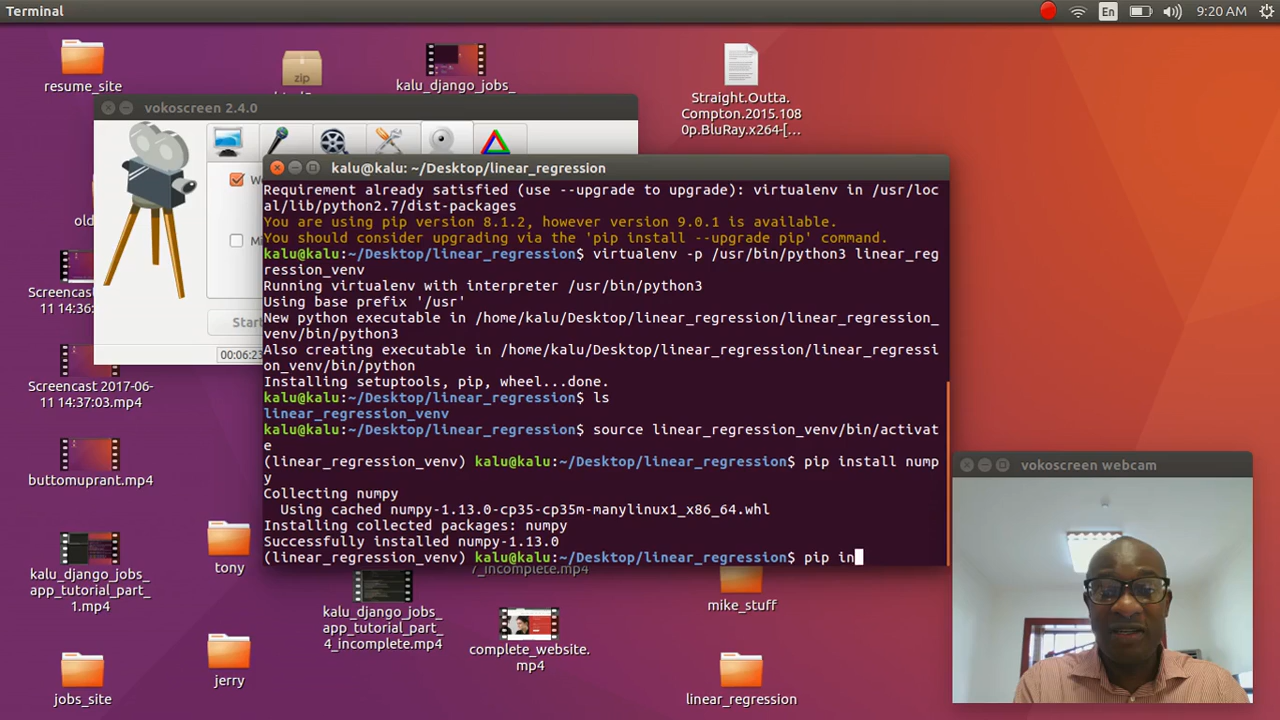 Terminal
En
9:20 AM
resume_site
zip
kalu_django_jobs_
Straight.Outta.
Compton.2015.108
0p.BluRay.x264-[...
vokoscreen 2.4.0
kalu@kalu: ~/Desktop/linear_regression
Requirement already satisfied (use --upgrade to upgrade): virtualenv in /usr/loc
al/lib/python2.7/dist-packages
You are using pip version 8.1.2, however version 9.0.1 is available.
You should consider upgrading via the 'pip install --upgrade pip' command.
kalu@kalu:~/Desktop/linear_regression$ virtualenv -p /usr/bin/python3 linear_reg
ression_venv
Running virtualenv with interpreter /usr/bin/python3
Using base prefix '/usr'
New python executable in /home/kalu/Desktop/linear_regression/linear_regression_
venv/bin/python3
Also creating executable in /home/kalu/Desktop/linear_regression/linear_regressi
on_venv/bin/python
Installing setuptools, pip, wheel...done.
kalu@kalu:~/Desktop/linear_regression$ ls
linear_regression_venv
kalu@kalu:~/Desktop/linear_regression$ source linear_regression_venv/bin/activat
e
(linear_regression_venv) kalu@kalu:~/Desktop/linear_regression$ pip install nump
y
Collecting numpy
Using cached numpy-1.13.0-cp35-cp35m-manylinux1_x86_64.whl
Installing collected packages: numpy
Successfully installed numpy-1.13.0
(linear_regression_venv) kalu@kalu:~/Desktop/linear_regression$ pip in
old
Start
00:06:23
Screencast
11 14:36:
Screencast 2017-06-
11 14:37:03.mp4
buttomuprant.mp4
kalu_django_jobs_
app_tutorial_part_
1.mp4
tony
7_incomplete.mp4
kalu_django_jobs_
app_tutorial_part_
4_incomplete.mp4
complete_website.
mp4
mike_stuff
jobs_site
jerry
linear_regression
vokoscreen webcam